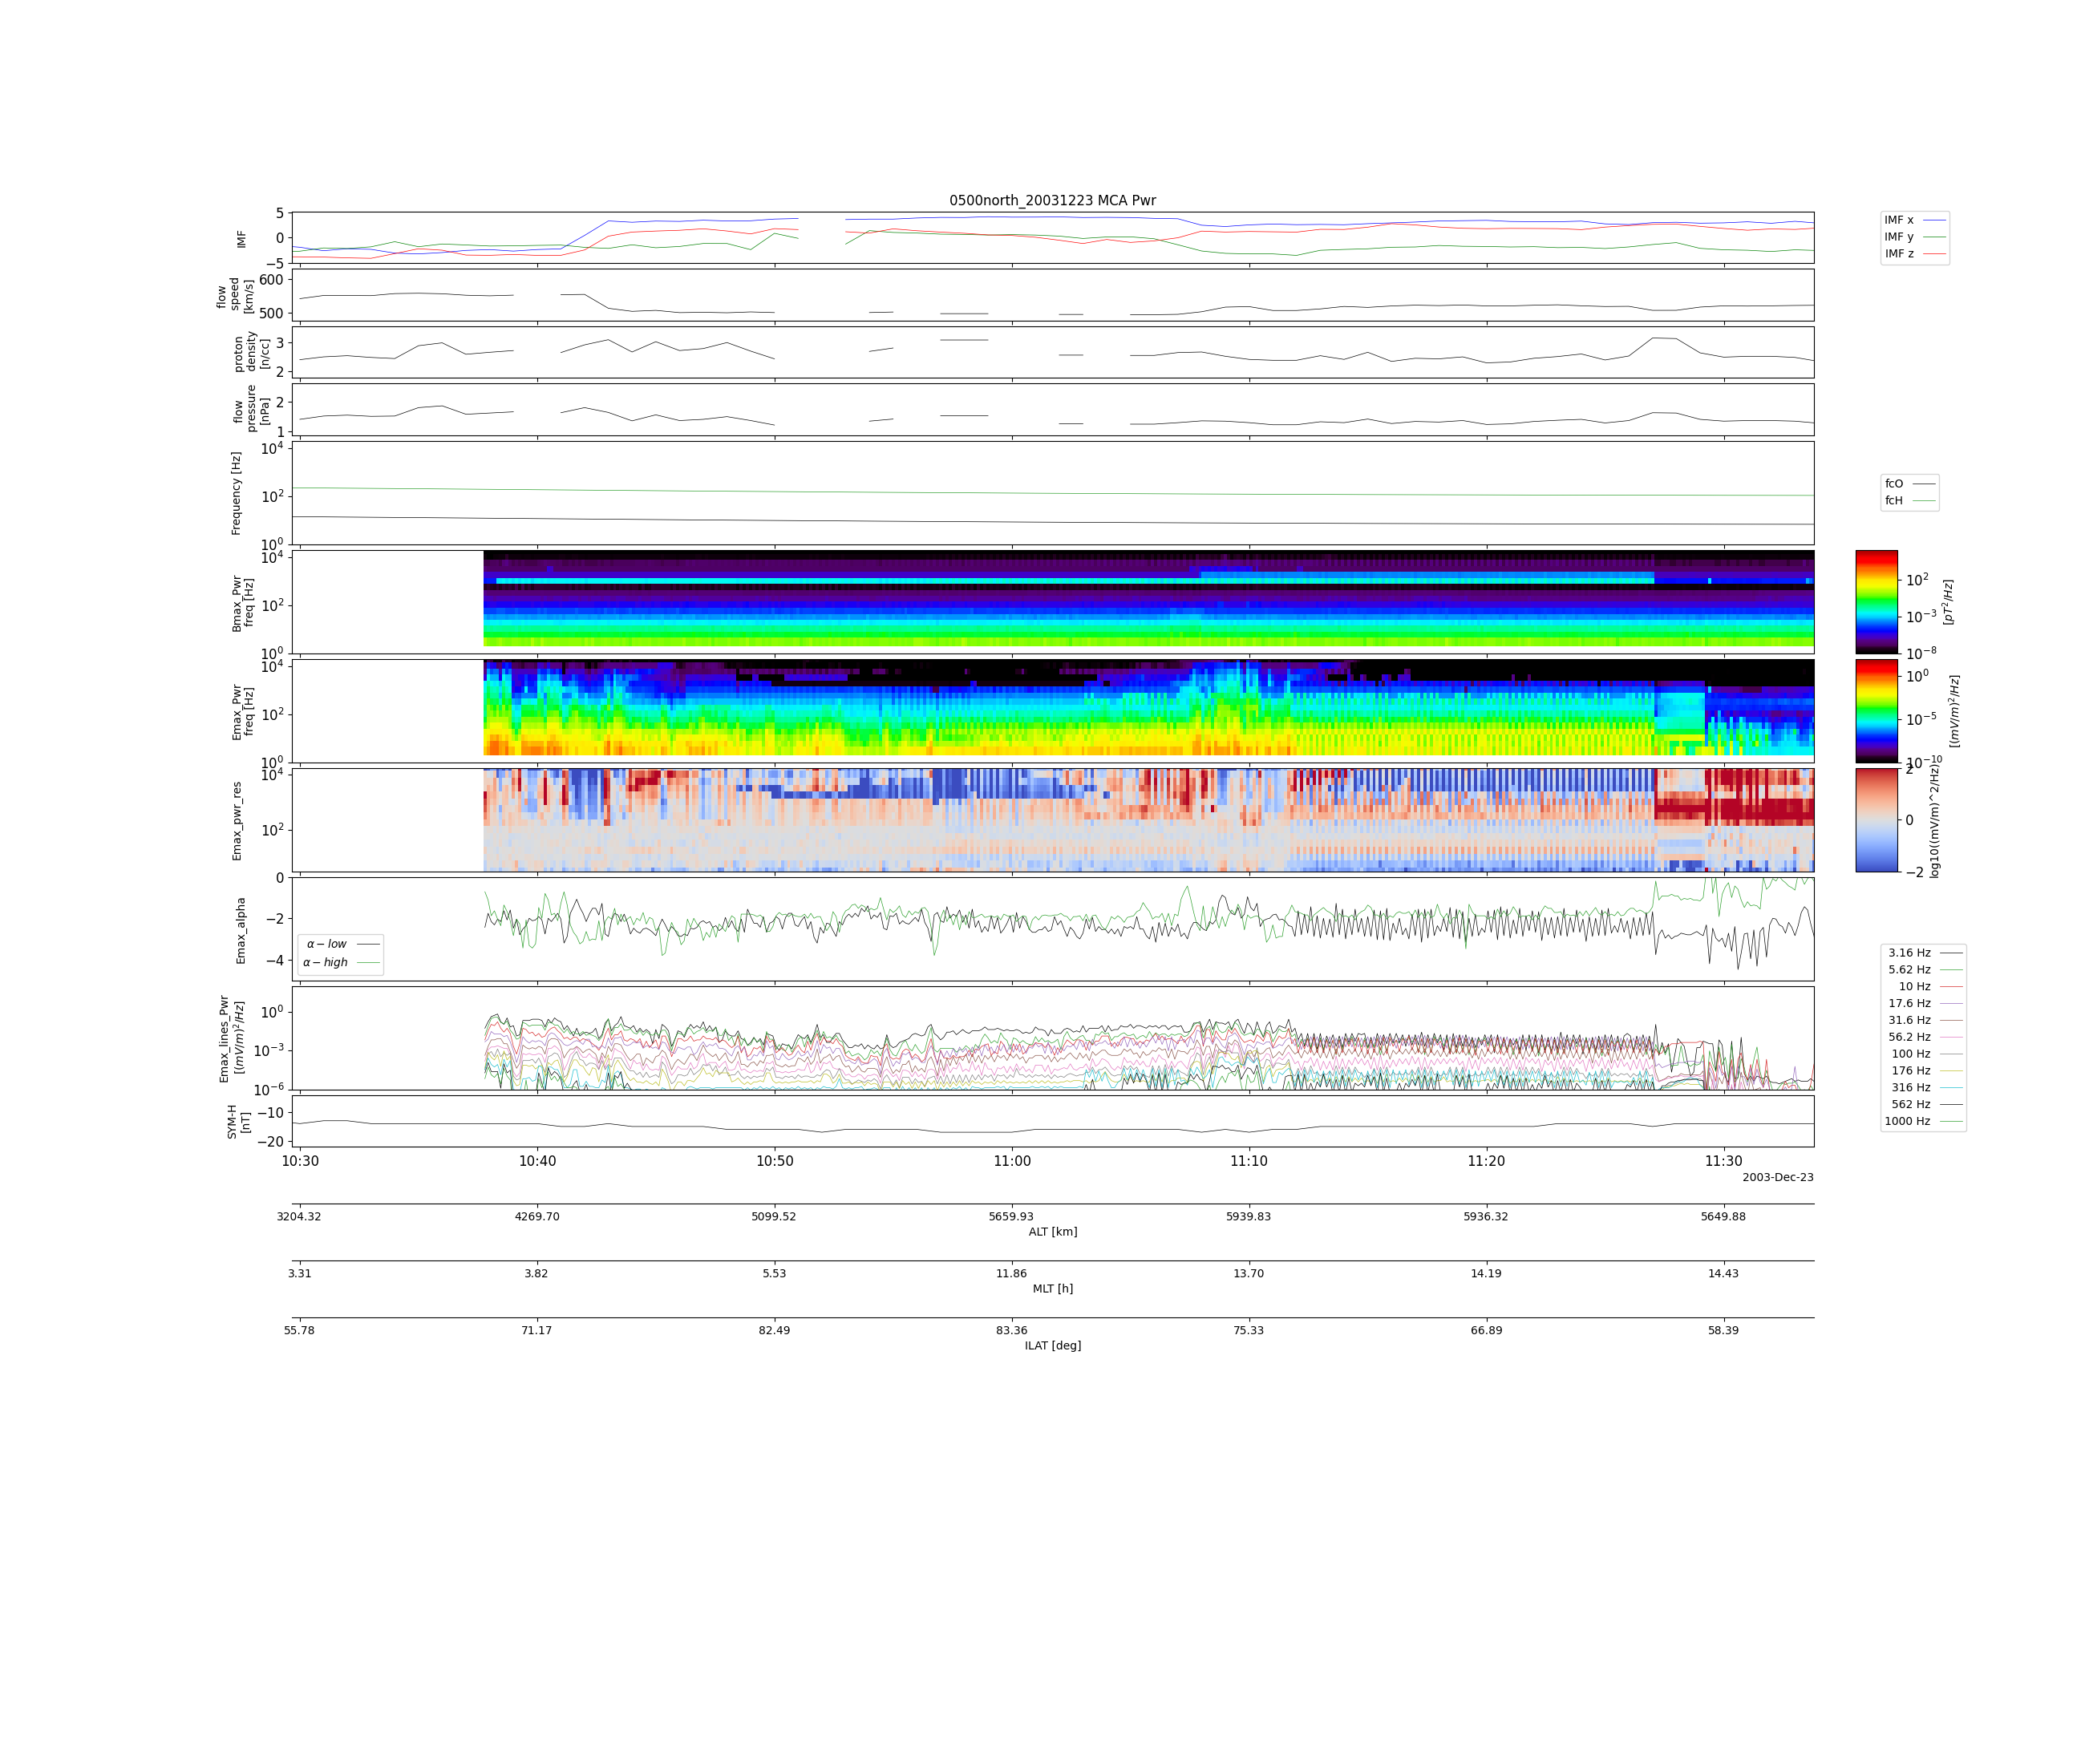 0500north_20031223 MCA Pwr
IMF
5
0
−5
IMF x
IMF y
IMF z
flow
speed
[km/s]
600
500
proton
density
[n/cc]
3
2
flow
pressure
[nPa]
2
1
Frequency [Hz]
10^4
10^2
10^0
fcO
fcH
Bmax_Pwr
freq [Hz]
10^4
10^2
10^0
10^2
10^-3
10^-8
[pT^2/Hz]
Emax_Pwr
freq [Hz]
10^4
10^2
10^0
10^0
10^-5
10^-10
[(mV/m)^2/Hz]
Emax_pwr_res
10^4
10^2
2
0
−2
log10((mV/m)^2/Hz)
Emax_alpha
0
−2
−4
α − low
α − high
Emax_lines_Pwr
[(mV/m)^2/Hz]
10^0
10^-3
10^-6
3.16 Hz
5.62 Hz
10 Hz
17.6 Hz
31.6 Hz
56.2 Hz
100 Hz
176 Hz
316 Hz
562 Hz
1000 Hz
SYM-H
[nT]
−10
−20
10:30 10:40 10:50 11:00 11:10 11:20 11:30
2003-Dec-23
3204.32 4269.70 5099.52 5659.93 5939.83 5936.32 5649.88
ALT [km]
3.31 3.82 5.53 11.86 13.70 14.19 14.43
MLT [h]
55.78 71.17 82.49 83.36 75.33 66.89 58.39
ILAT [deg]